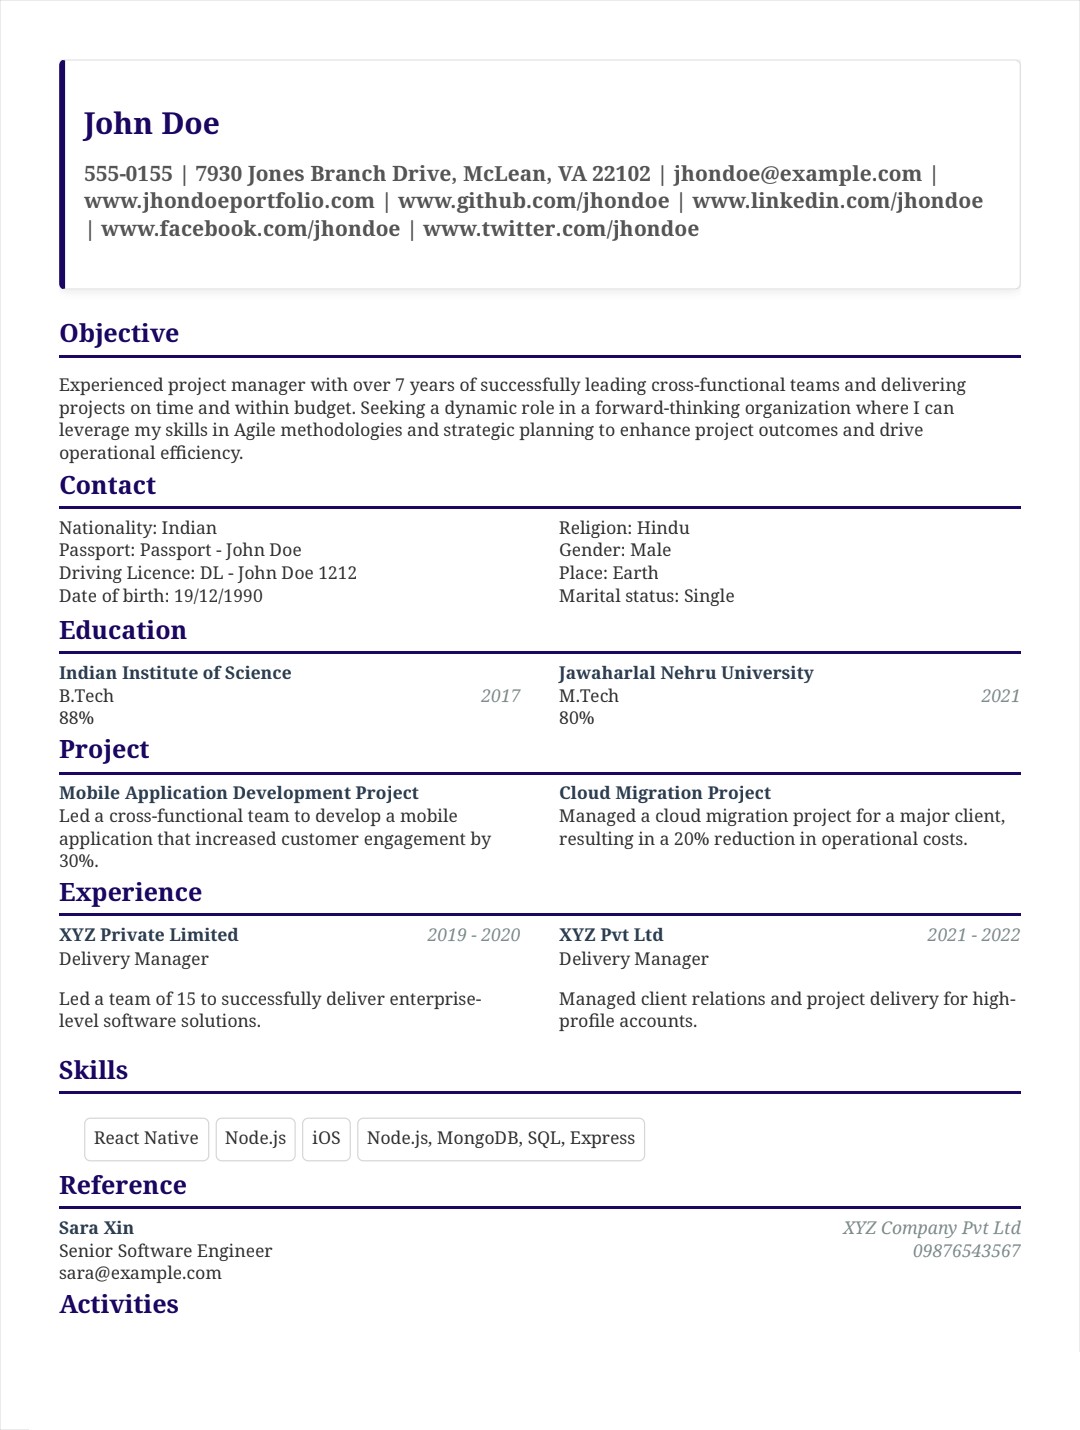 John Doe
555-0155 | 7930 Jones Branch Drive, McLean, VA 22102 | jhondoe@example.com |
www.jhondoeportfolio.com | www.github.com/jhondoe | www.linkedin.com/jhondoe
| www.facebook.com/jhondoe | www.twitter.com/jhondoe
Objective
Experienced project manager with over 7 years of successfully leading cross-functional teams and delivering
projects on time and within budget. Seeking a dynamic role in a forward-thinking organization where I can
leverage my skills in Agile methodologies and strategic planning to enhance project outcomes and drive
operational efficiency.
Contact
Nationality: Indian
Passport: Passport - John Doe
Driving Licence: DL - John Doe 1212
Date of birth: 19/12/1990
Religion: Hindu
Gender: Male
Place: Earth
Marital status: Single
Education
Indian Institute of Science
B.Tech 2017
88%
Jawaharlal Nehru University
M.Tech 2021
80%
Project
Mobile Application Development Project
Led a cross-functional team to develop a mobile
application that increased customer engagement by
30%.
Cloud Migration Project
Managed a cloud migration project for a major client,
resulting in a 20% reduction in operational costs.
Experience
XYZ Private Limited 2019 - 2020
Delivery Manager
Led a team of 15 to successfully deliver enterprise-
level software solutions.
XYZ Pvt Ltd 2021 - 2022
Delivery Manager
Managed client relations and project delivery for high-
profile accounts.
Skills
React Native Node.js iOS Node.js, MongoDB, SQL, Express
Reference
Sara Xin XYZ Company Pvt Ltd
Senior Software Engineer 09876543567
sara@example.com
Activities